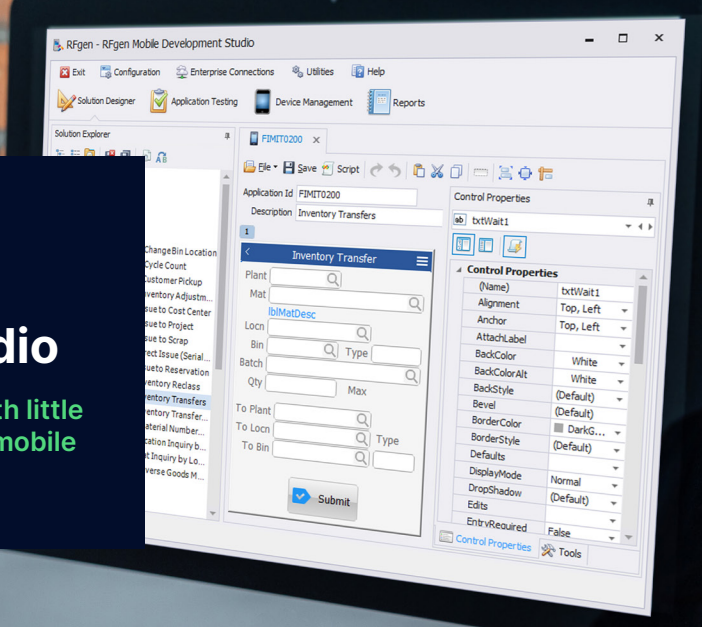 RFgen - RFgen Mobile Development Studio
Exit Configuration Enterprise Connections Utilities Help
Solution Designer Application Testing Device Management Reports
Solution Explorer
FIMIT0200
File Save Script
Application Id FIMIT0200
Description Inventory Transfers
1
Inventory Transfer
Plant
Mat
lblMatDesc
Locn
Bin Type
Batch
Qty Max
To Plant
To Locn Type
To Bin
Submit
ChangeBin Location
Cycle Count
ustomer Pickup
ventory Adjustm...
sue to Cost Center
sue to Project
sue to Scrap
rect Issue (Serial...
sueto Reservation
ventory Reclass
ventory Transfers
ventory Transfer...
aterial Number...
cation Inquiry b...
t Inquiry by Lo...
verse Goods M...
dio
th little
mobile
Control Properties
txtWait1
Control Properties
(Name) txtWait1
Alignment Top, Left
Anchor Top, Left
AttachLabel
BackColor White
BackColorAlt White
BackStyle (Default)
Bevel (Default)
BorderColor DarkG...
BorderStyle (Default)
Defaults
DisplayMode Normal
DropShadow (Default)
Edits
EntryRequired False
Control Properties Tools